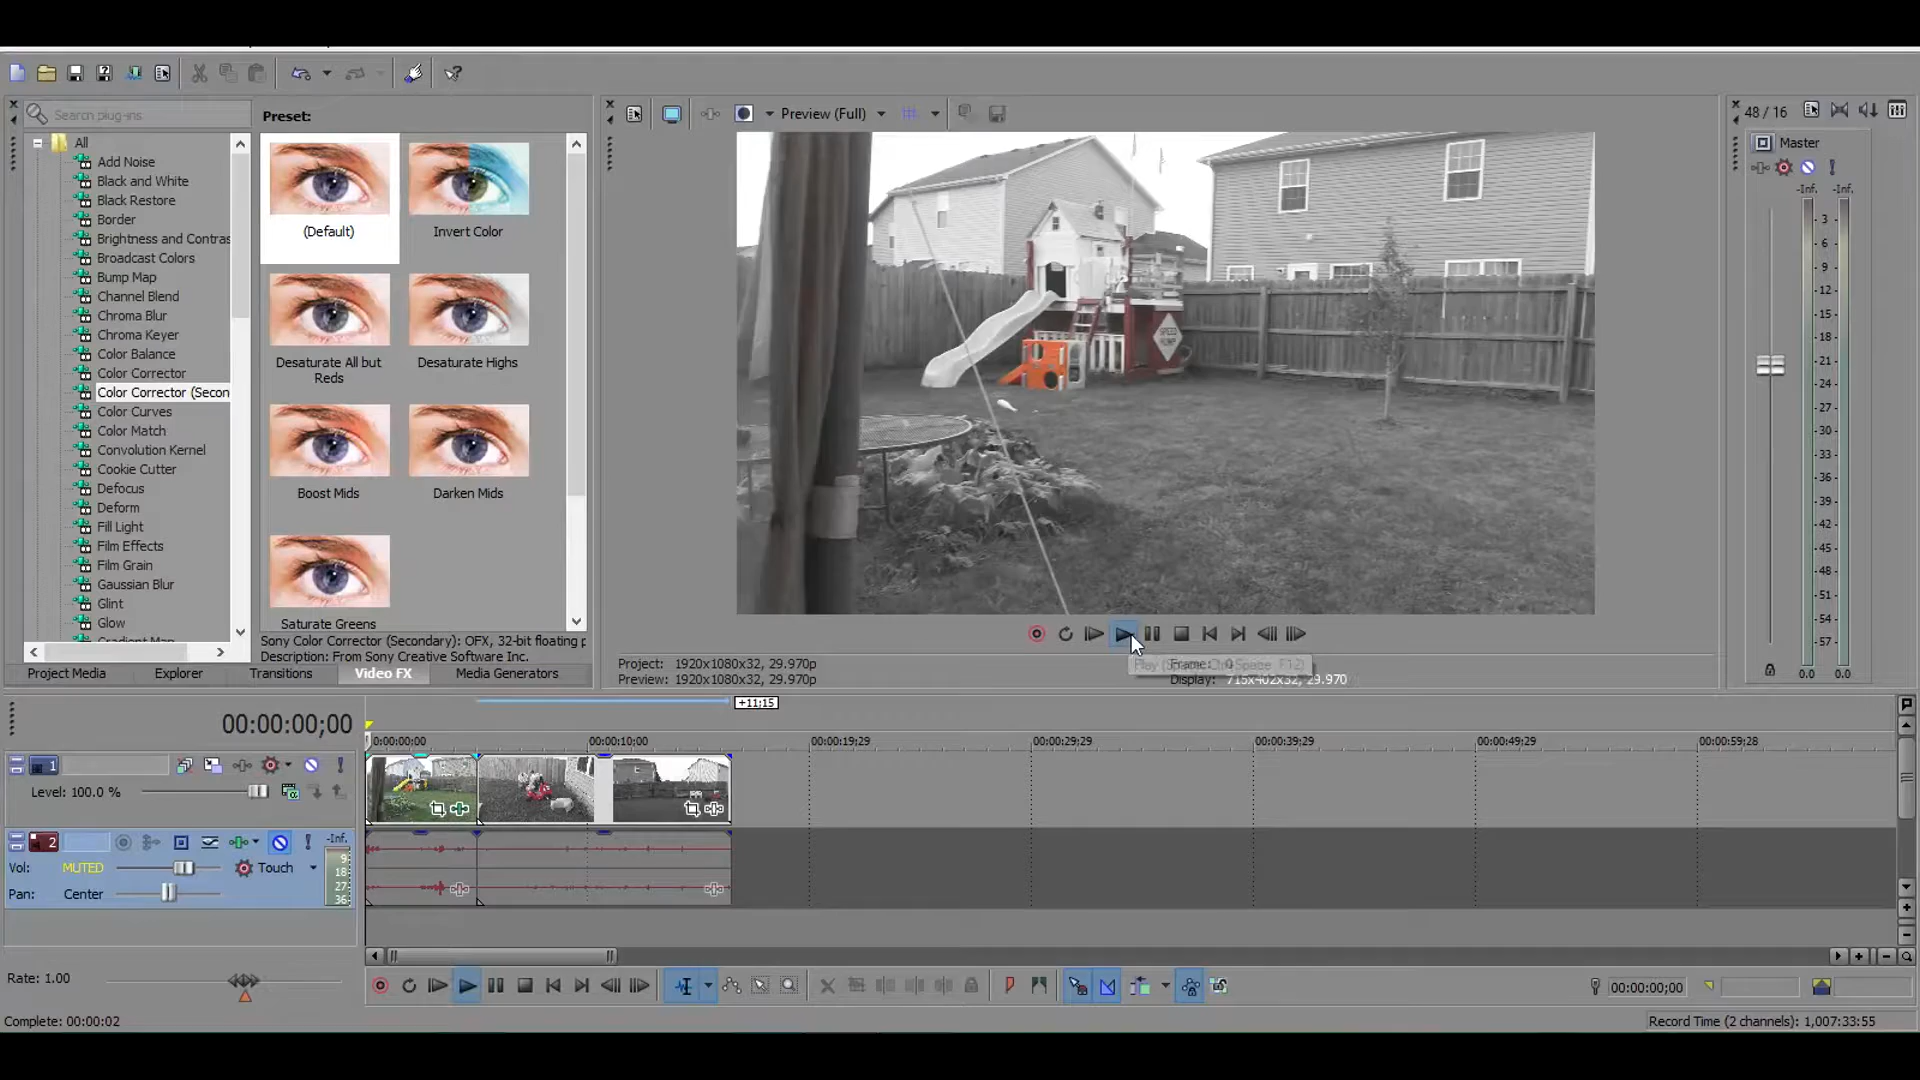 Search plug-ins
Preset:
Preview (Full)
48 / 16
All
Add Noise
Black and White
Black Restore
Border
Brightness and Contras
Broadcast Colors
Bump Map
Channel Blend
Chroma Blur
Chroma Keyer
Color Balance
Color Corrector
Color Corrector (Secon
Color Curves
Color Match
Convolution Kernel
Cookie Cutter
Defocus
Deform
Fill Light
Film Effects
Film Grain
Gaussian Blur
Glint
Glow
Gradient Map
(Default)
Invert Color
Desaturate All but
Reds
Desaturate Highs
Boost Mids
Darken Mids
Saturate Greens
Sony Color Corrector (Secondary): OFX, 32-bit floating p
Description: From Sony Creative Software Inc.
Project Media
Explorer
Transitions
Video FX
Media Generators
SPEED
HUMP
Project: 1920x1080x32, 29.970p
Preview: 1920x1080x32, 29.970p
Frame: 0
Display: 715x402x32, 29.970
Master
-Inf. -Inf.
3
6
9
12
15
18
21
24
27
30
33
36
39
42
45
48
51
54
57
0.0 0.0
00:00:00;00
+11;15
0:00:00:00
00:00:10;00
00:00:19;29
00:00:29;29
00:00:39;29
00:00:49;29
00:00:59;28
1
Level: 100.0 %
2
-Inf.
Vol: MUTED
Touch
Pan: Center
9
18
27
36
Rate: 1.00
00:00:00;00
Complete: 00:00:02
Record Time (2 channels): 1,007:33:55